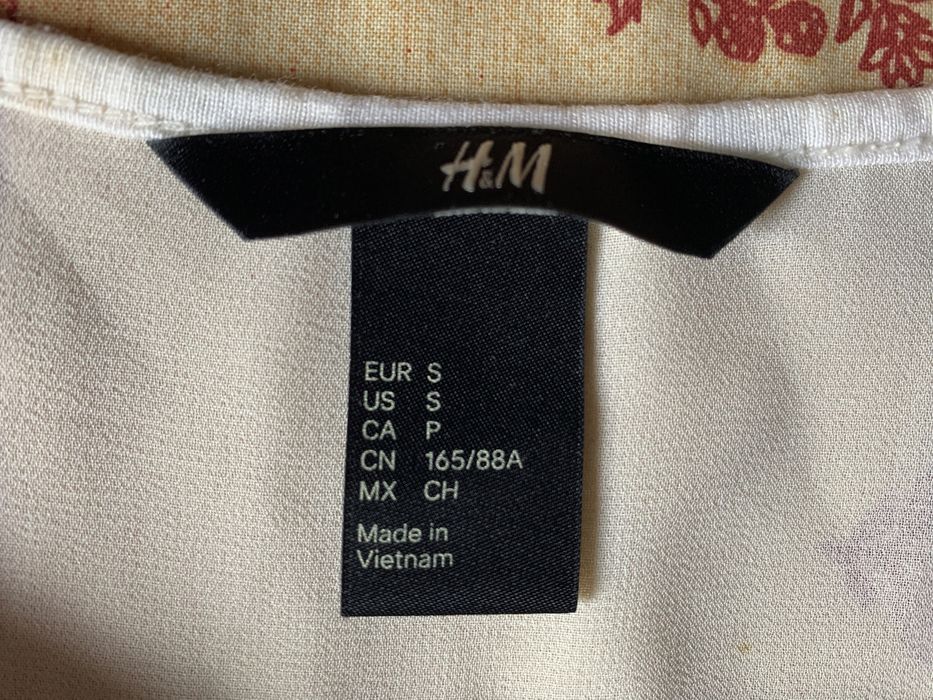 H&M
EUR S
US S
CA P
CN 165/88A
MX CH
Made in
Vietnam